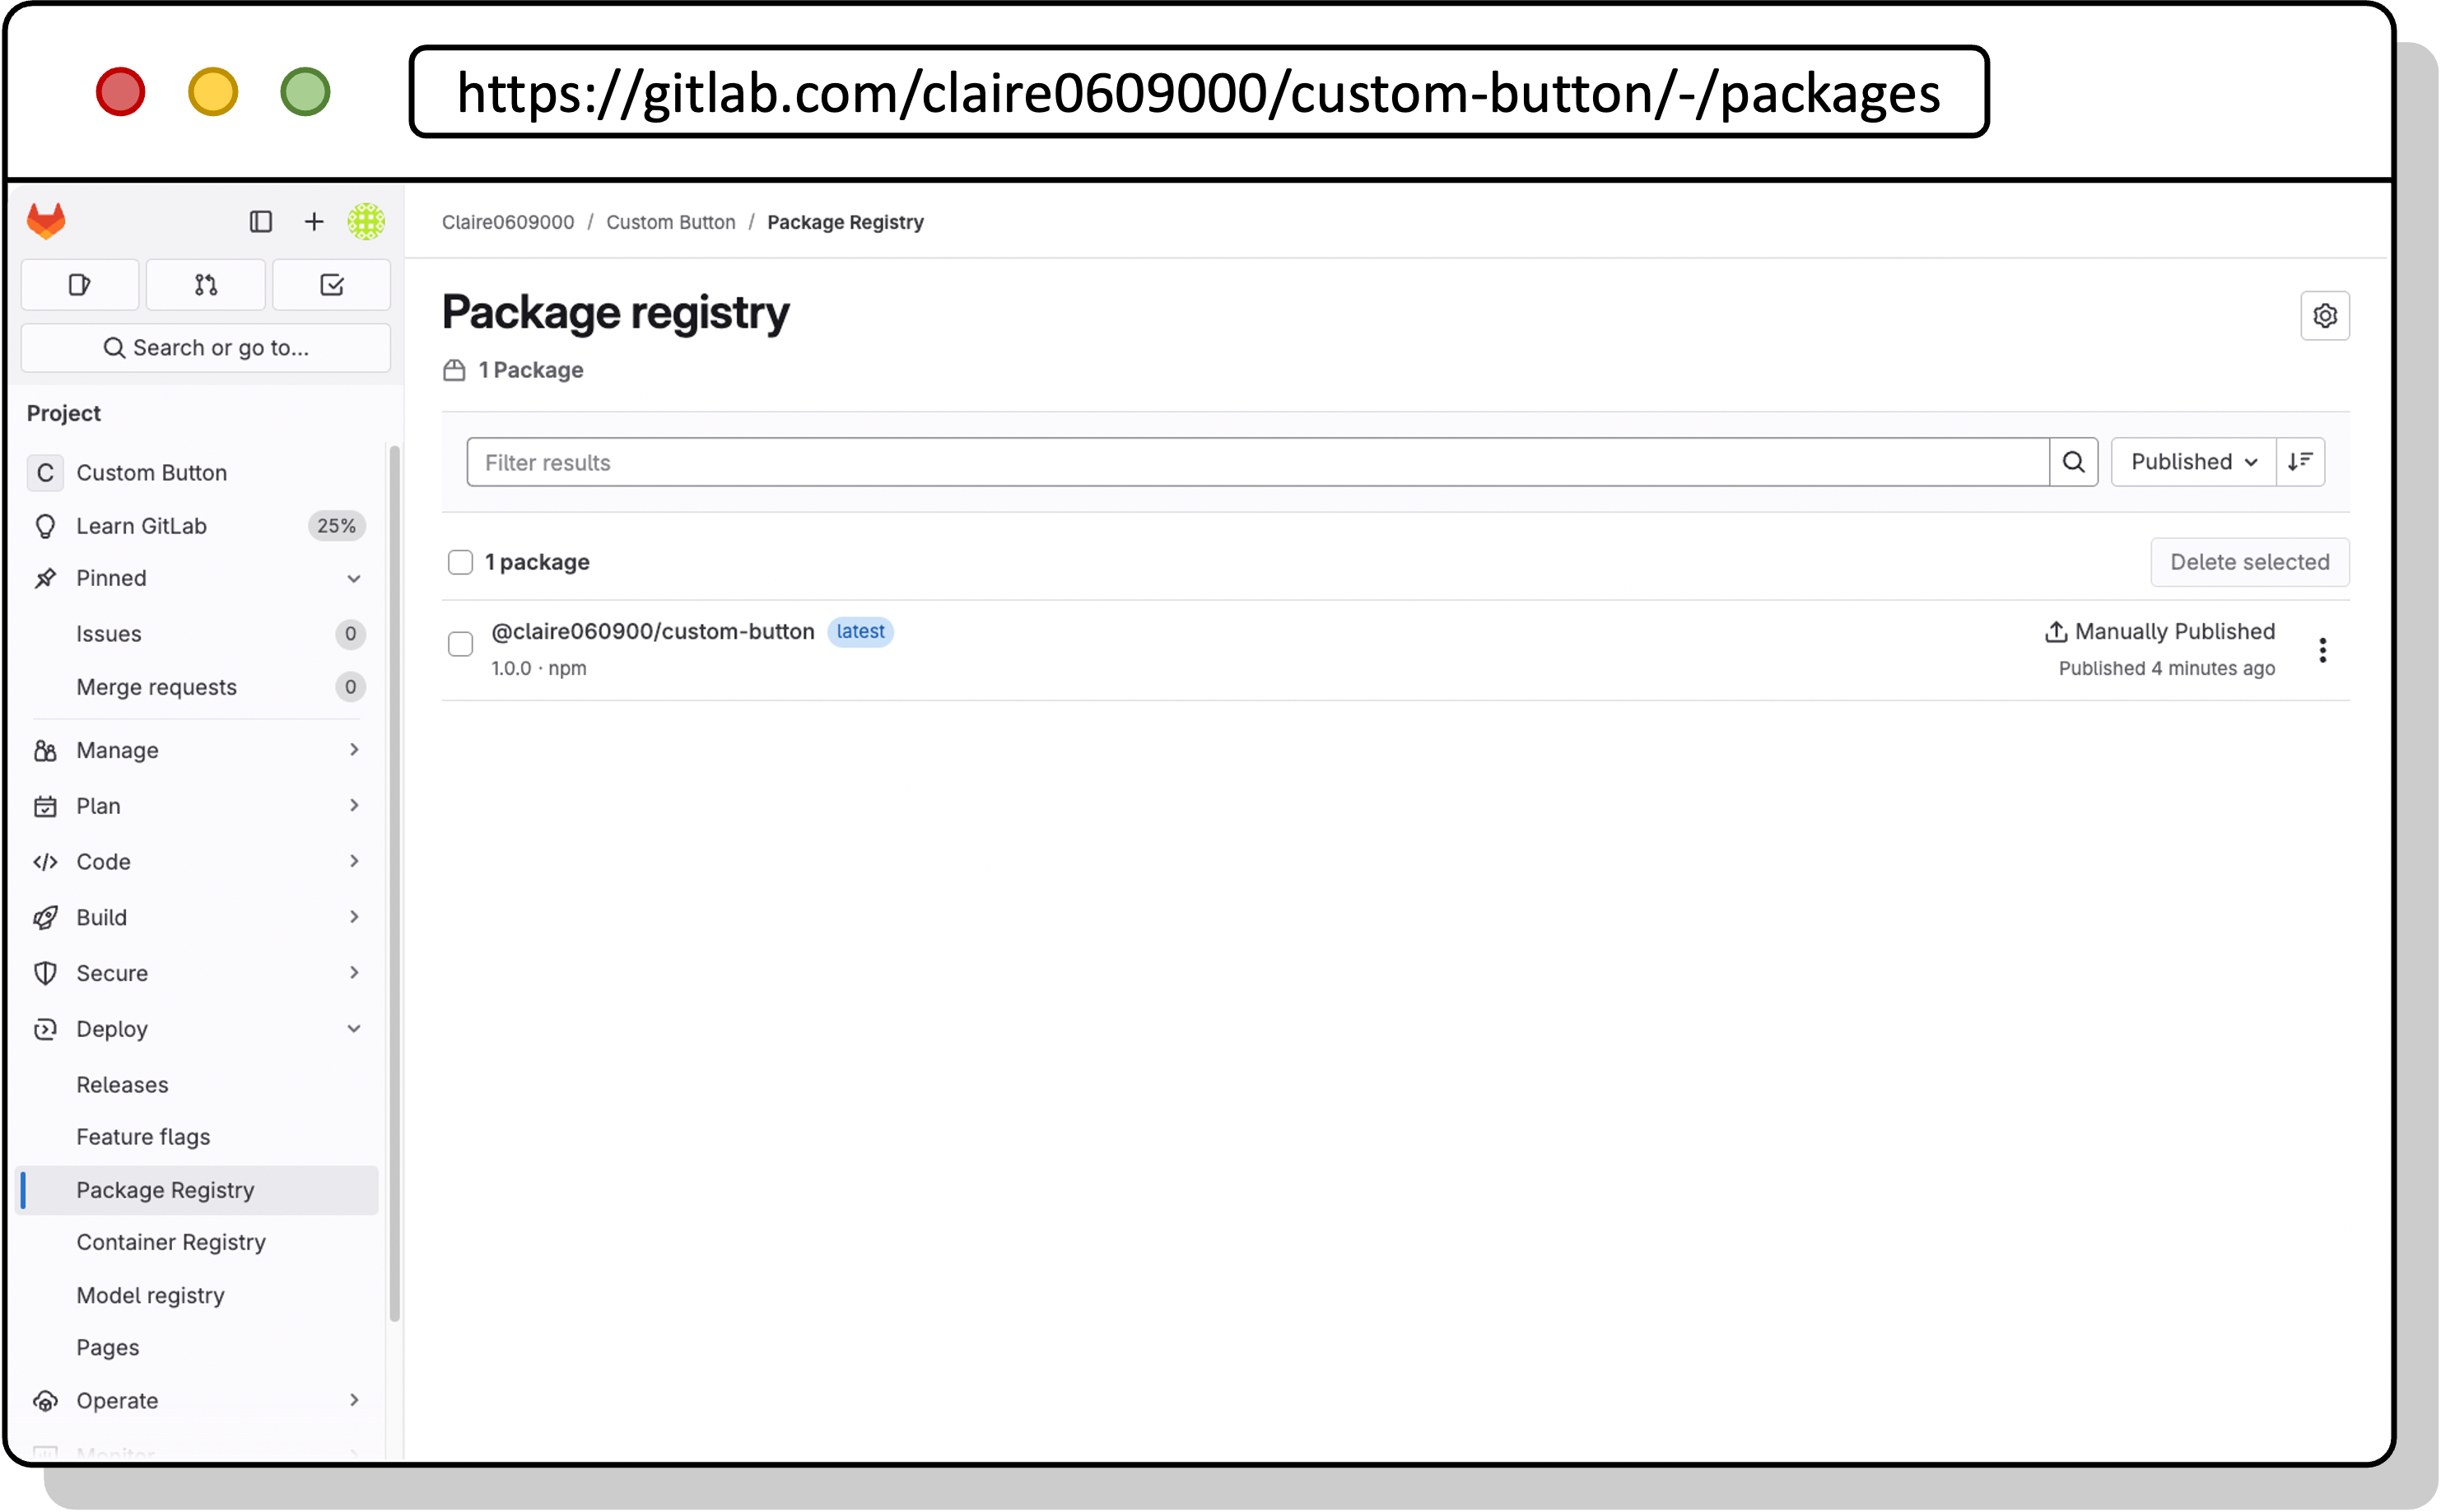 https://gitlab.com/claire0609000/custom-button/-/packages
Claire0609000 / Custom Button / Package Registry
Search or go to...
Project
C Custom Button
Learn GitLab 25%
Pinned
Issues 0
Merge requests 0
Manage
Plan
Code
Build
Secure
Deploy
Releases
Feature flags
Package Registry
Container Registry
Model registry
Pages
Operate
Monitor
Package registry
1 Package
Filter results
Published
1 package
Delete selected
@claire060900/custom-button latest
1.0.0 · npm
Manually Published
Published 4 minutes ago